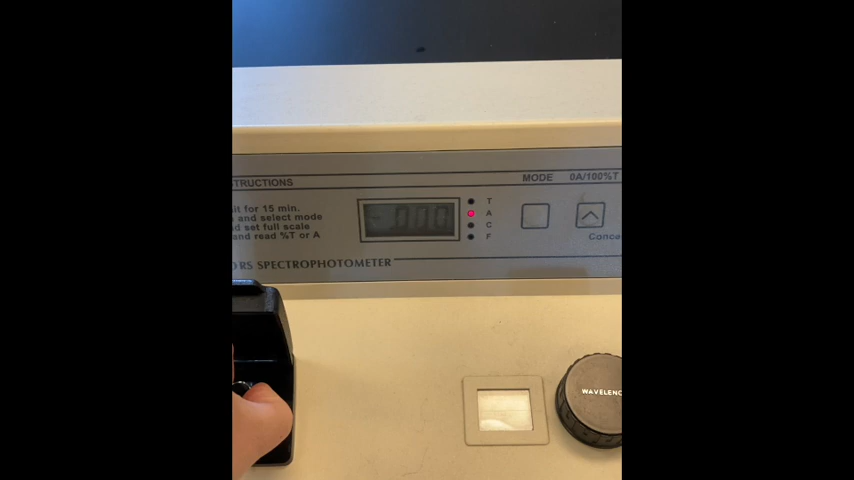 TRUCTIONS
it for 15 min.
e and select mode
d set full scale
and read %T or A
RS SPECTROPHOTOMETER
-.000
T
A
C
F
MODE 0A/100%T
Conce
WAVELENG